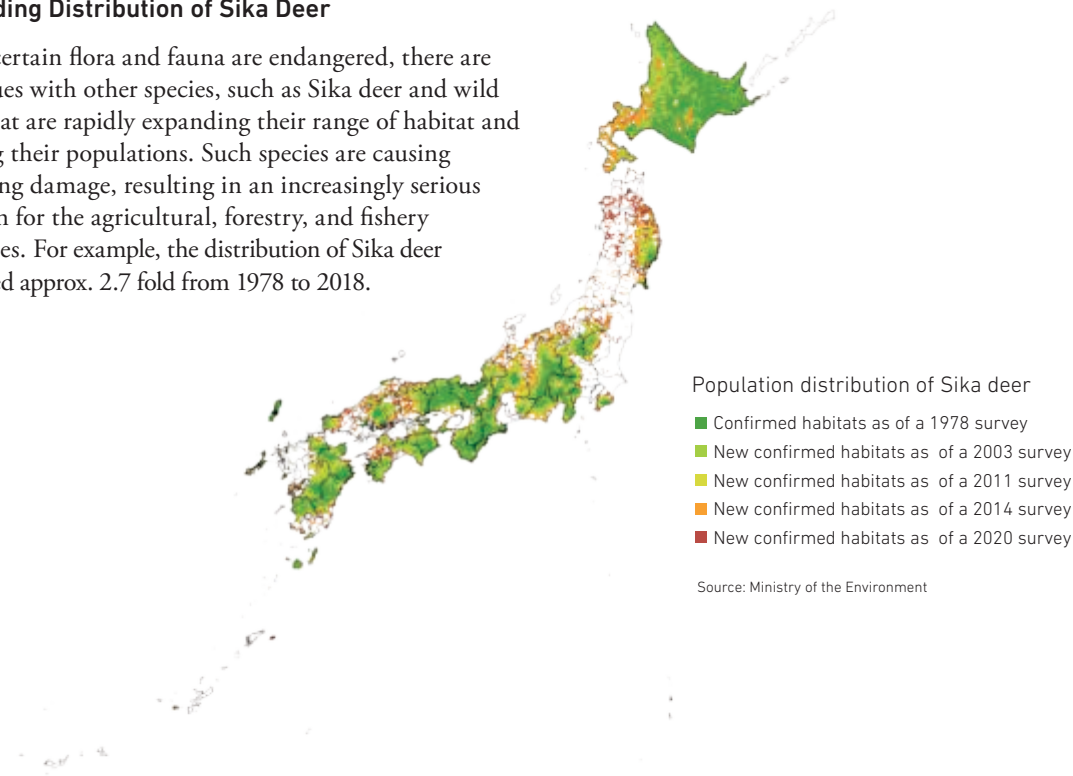 ding Distribution of Sika Deer
certain flora and fauna are endangered, there are
ues with other species, such as Sika deer and wild
at are rapidly expanding their range of habitat and
g their populations. Such species are causing
ng damage, resulting in an increasingly serious
n for the agricultural, forestry, and fishery
es. For example, the distribution of Sika deer
ed approx. 2.7 fold from 1978 to 2018.
Population distribution of Sika deer
Confirmed habitats as of a 1978 survey
New confirmed habitats as of a 2003 survey
New confirmed habitats as of a 2011 survey
New confirmed habitats as of a 2014 survey
New confirmed habitats as of a 2020 survey
Source: Ministry of the Environment